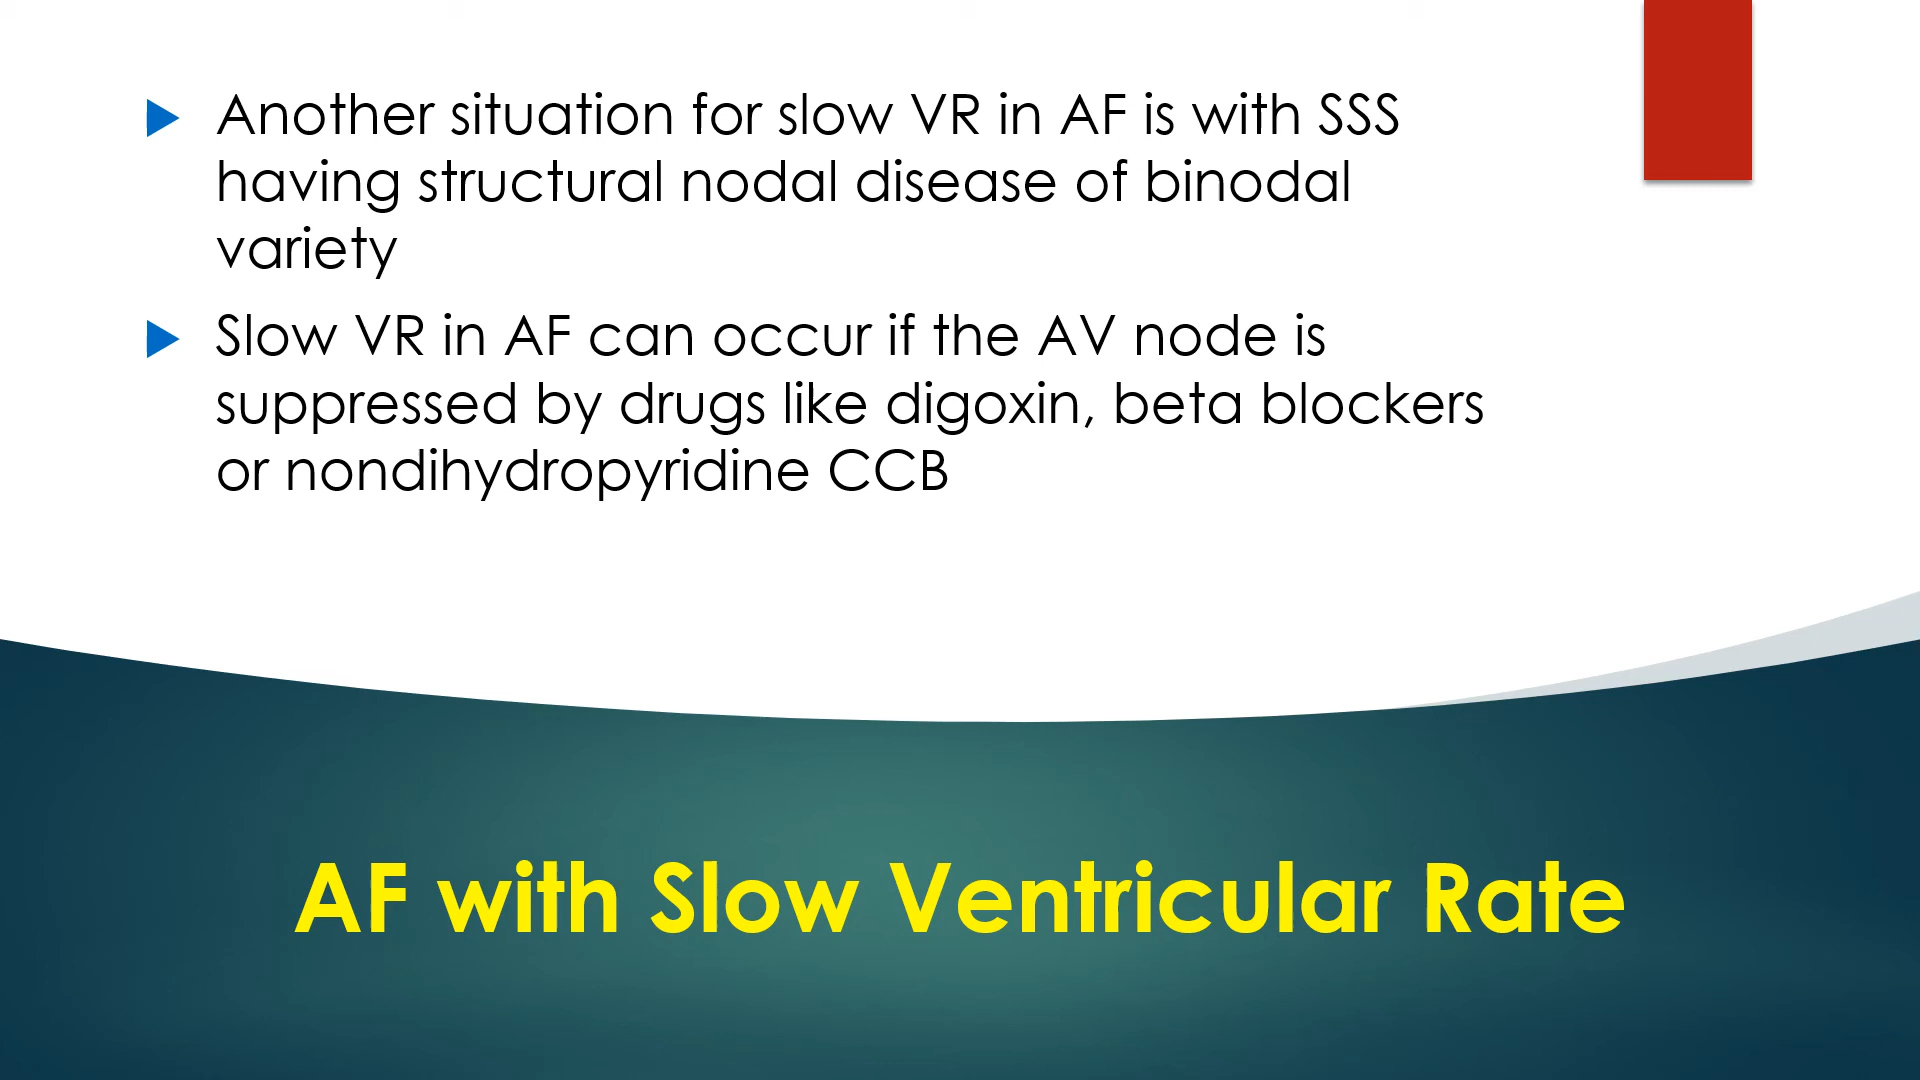 Another situation for slow VR in AF is with SSS
having structural nodal disease of binodal
variety
Slow VR in AF can occur if the AV node is
suppressed by drugs like digoxin, beta blockers
or nondihydropyridine CCB
AF with Slow Ventricular Rate